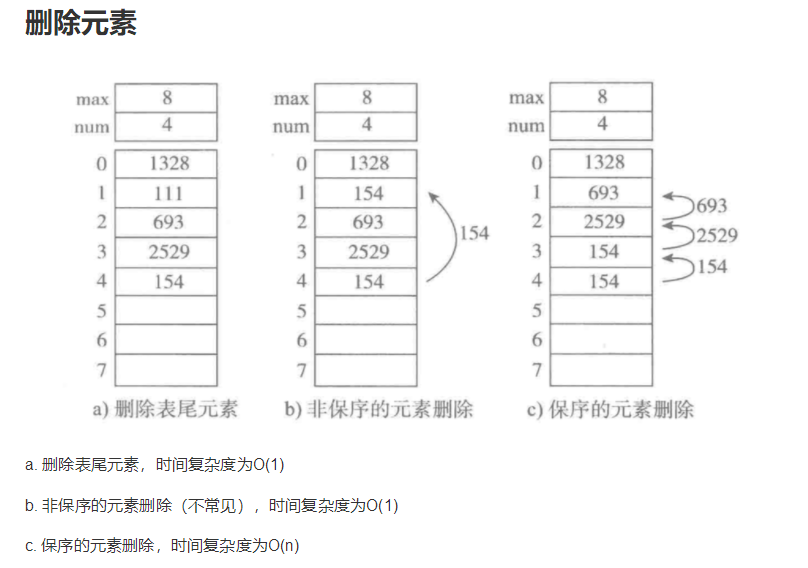 删除元素
max 8 max 8 max 8
num 4 num 4 num 4
0 1328 0 1328 0 1328
1 111 1 154 1 693 693
2 693 2 693 2 2529 2529
3 2529 3 2529 154 3 154 154
4 154 4 154 4 154
5 5 5
6 6 6
7 7 7
a) 删除表尾元素 b) 非保序的元素删除 c) 保序的元素删除
a. 删除表尾元素，时间复杂度为O(1)
b. 非保序的元素删除（不常见），时间复杂度为O(1)
c. 保序的元素删除，时间复杂度为O(n)